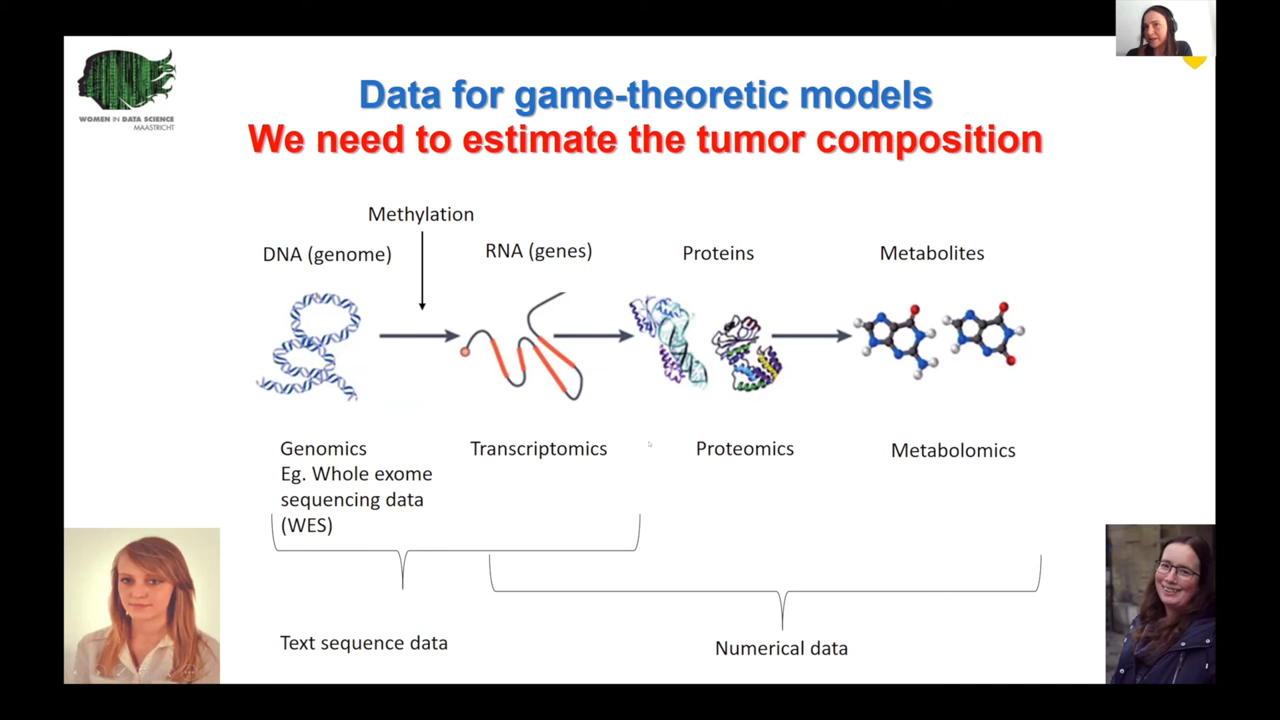 WOMEN IN DATA SCIENCE
MAASTRICHT
Data for game-theoretic models
We need to estimate the tumor composition
Methylation
DNA (genome)
RNA (genes)
Proteins
Metabolites
Genomics
Eg. Whole exome
sequencing data
(WES)
Transcriptomics
Proteomics
Metabolomics
Text sequence data
Numerical data